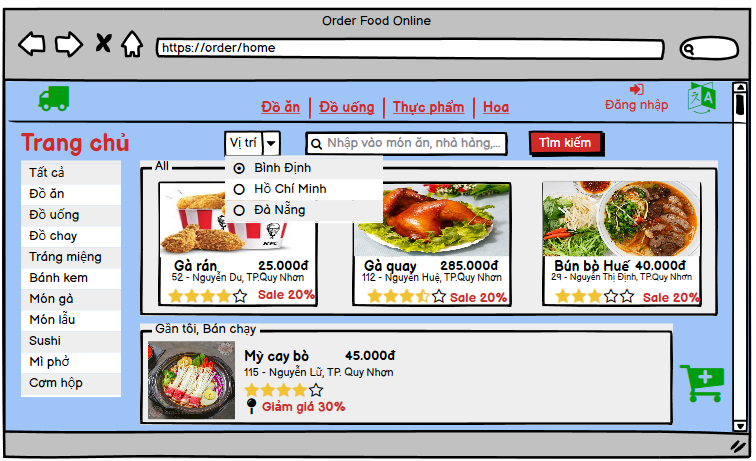 Order Food Online
https://order/home
Đồ ăn | Đồ uống | Thực phẩm | Hoa
Đăng nhập
Trang chủ
Vị trí
Nhập vào món ăn, nhà hàng,...
Tìm kiếm
Bình Định
Hồ Chí Minh
Đà Nẵng
Tất cả
Đồ ăn
Đồ uống
Đồ chay
Tráng miệng
Bánh kem
Món gà
Món lẩu
Sushi
Mì phở
Cơm hộp
All
KFC
Gà rán 25.000đ
52 - Nguyễn Du, TP.Quy Nhơn
Sale 20%
Gà quay 285.000đ
112 - Nguyễn Huệ, TP.Quy Nhơn
Sale 20%
Bún bò Huế 40.000đ
29 - Nguyễn Thị Định, TP.Quy Nhơn
Sale 20%
Gần tôi, Bán chạy
Mỳ cay bò 45.000đ
115 - Nguyễn Lữ, TP. Quy Nhơn
Giảm giá 30%